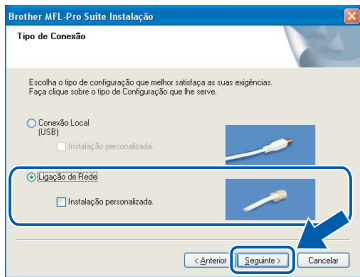 Brother MFL-Pro Suite Instalação
Tipo de Conexão
Escolha o tipo de configuração que melhor satisfaça as suas exigências.
Faça clique sobre o tipo de Configuração que lhe serve.
Conexão Local
(USB)
Instalação personalizada.
Ligação de Rede
Instalação personalizada.
< Anterior
Seguinte >
Cancelar